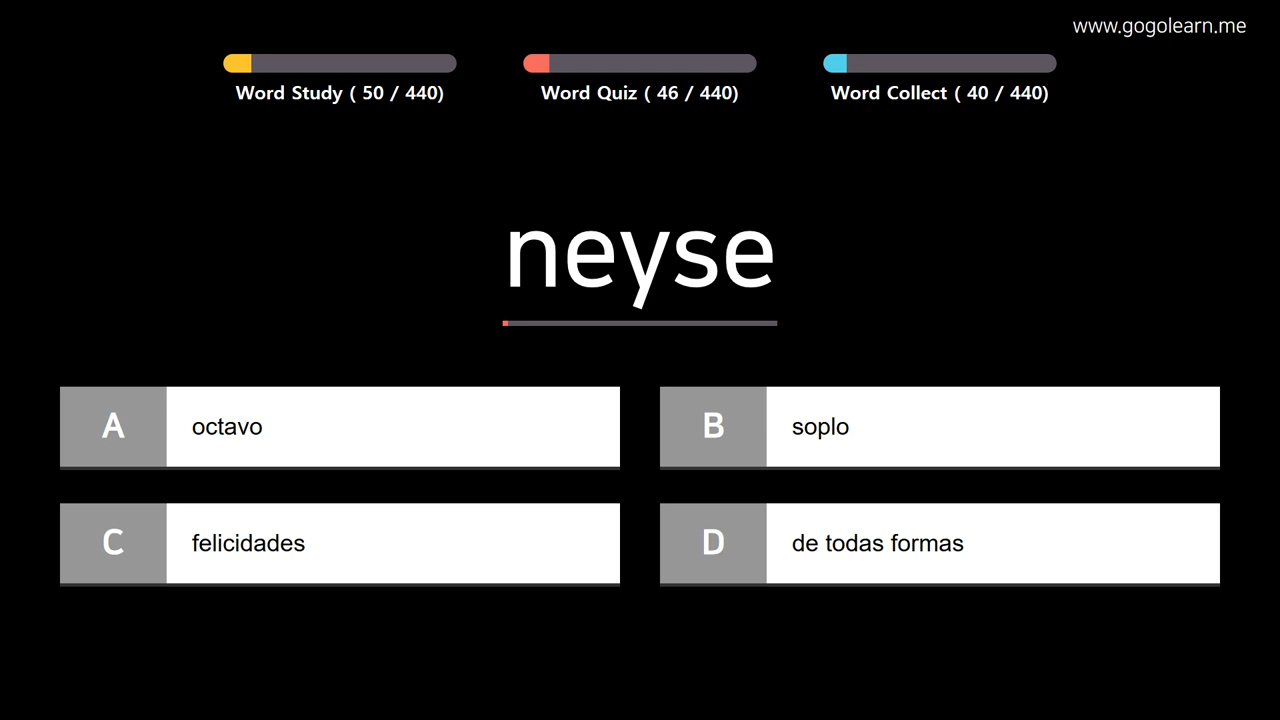 www.gogolearn.me
Word Study ( 50 / 440)
Word Quiz ( 46 / 440)
Word Collect ( 40 / 440)
neyse
A octavo
B soplo
C felicidades
D de todas formas